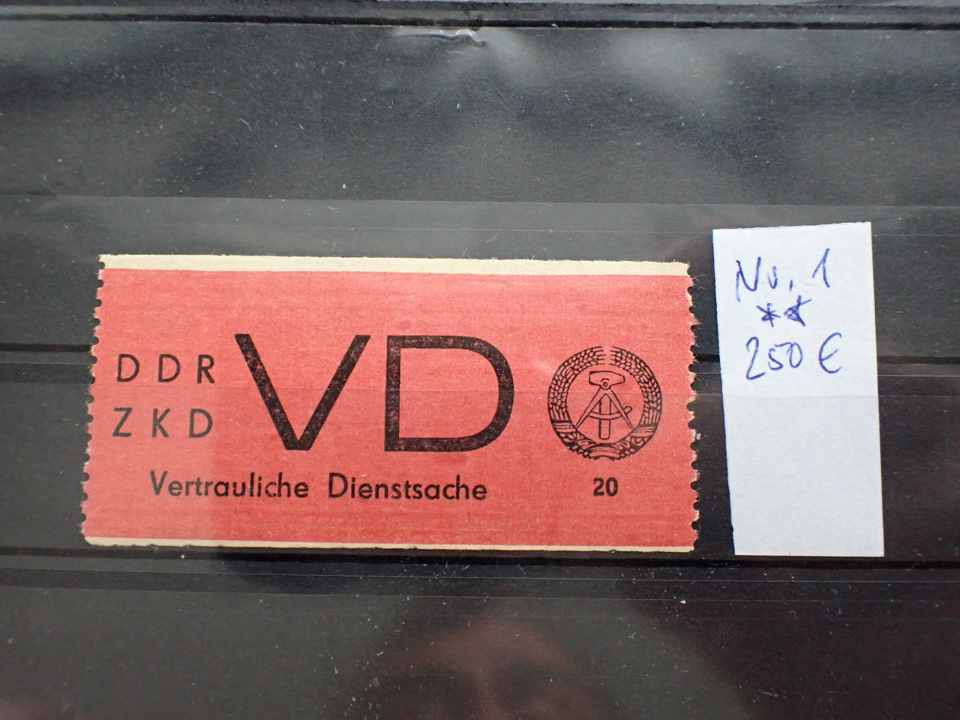 DDR
ZKD
VD
Vertrauliche Dienstsache
20
Nr. 1
**
250 €